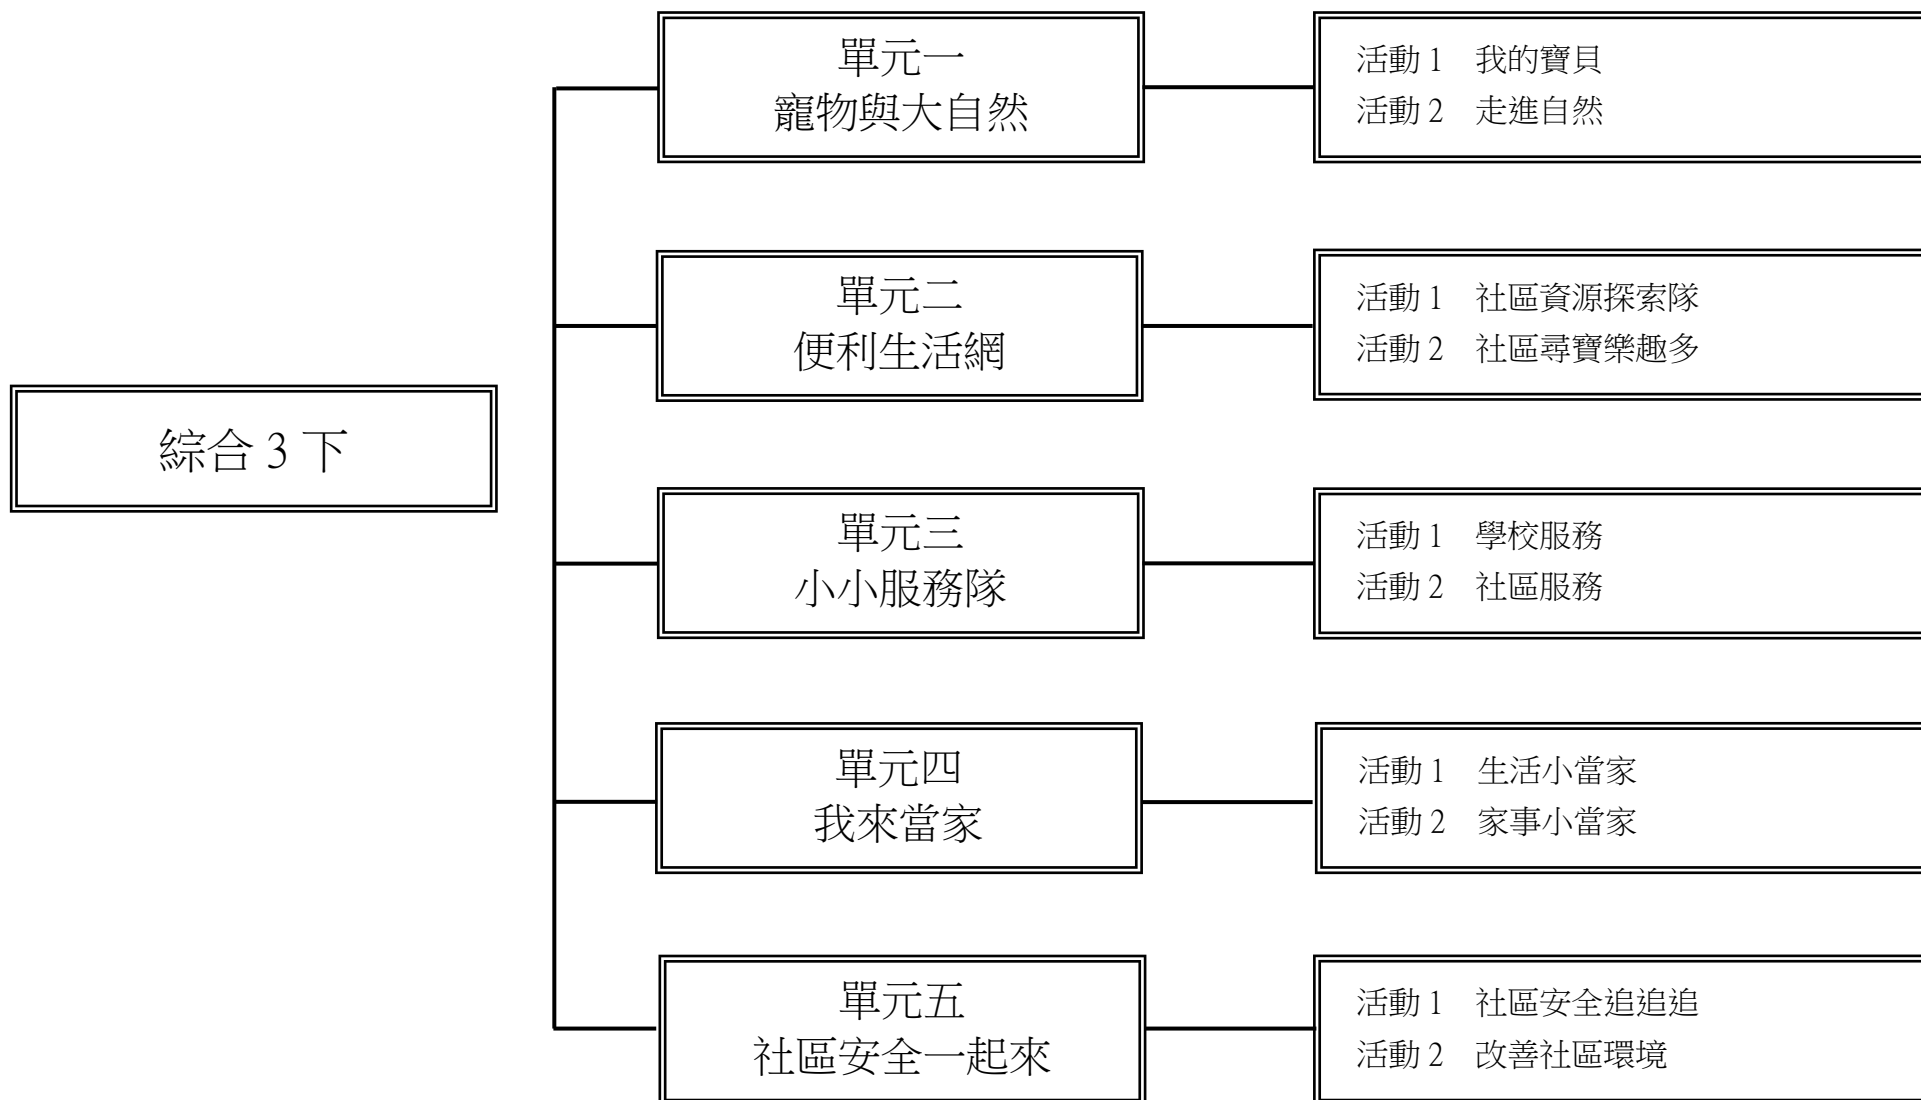 綜合 3 下
單元一
寵物與大自然
活動 1　我的寶貝
活動 2　走進自然
單元二
便利生活網
活動 1　社區資源探索隊
活動 2　社區尋寶樂趣多
單元三
小小服務隊
活動 1　學校服務
活動 2　社區服務
單元四
我來當家
活動 1　生活小當家
活動 2　家事小當家
單元五
社區安全一起來
活動 1　社區安全追追追
活動 2　改善社區環境